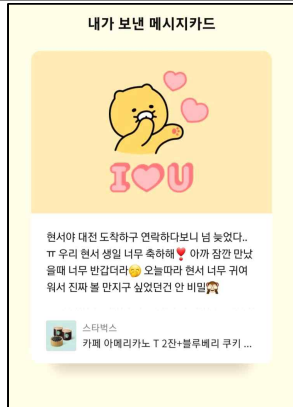 내가 보낸 메시지카드
I♥U
현서야 대전 도착하구 연락하다보니 넘 늦었다..
ㅠ 우리 현서 생일 너무 축하해❣️ 아까 잠깐 만났
을때 너무 반갑더라🤭 오늘따라 현서 너무 귀여
워서 진짜 볼 만지구 싶었던건 안 비밀🙊
스타벅스
카페 아메리카노 T 2잔+블루베리 쿠키 ...